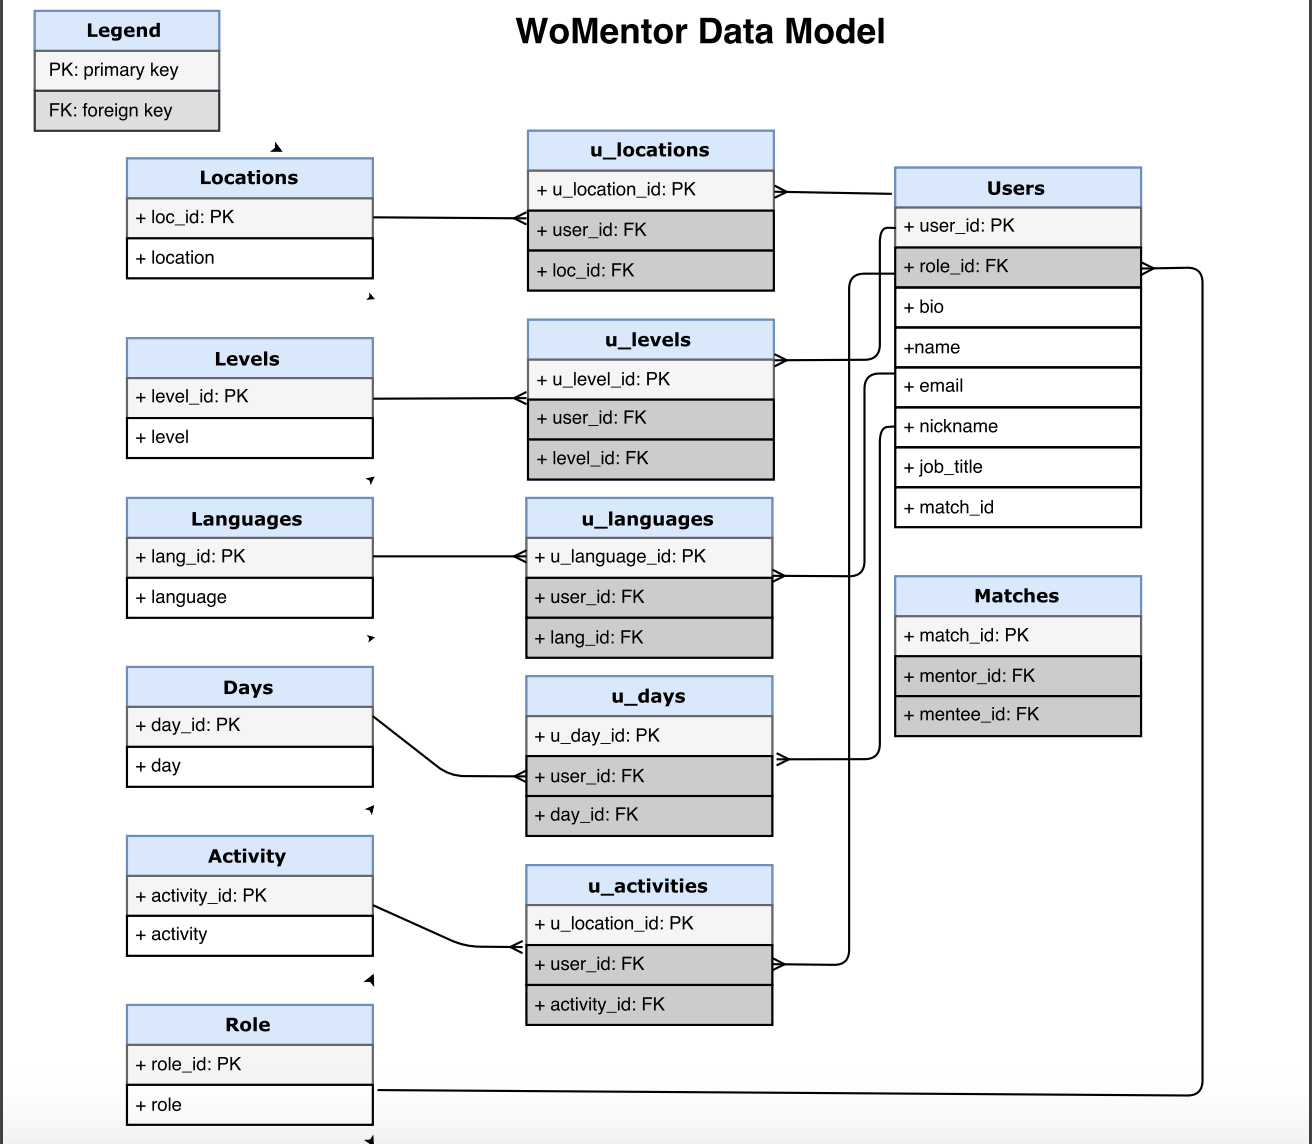 WoMentor Data Model
Legend
PK: primary key
FK: foreign key
Locations
+ loc_id: PK
+ location
Levels
+ level_id: PK
+ level
Languages
+ lang_id: PK
+ language
Days
+ day_id: PK
+ day
Activity
+ activity_id: PK
+ activity
Role
+ role_id: PK
+ role
u_locations
+ u_location_id: PK
+ user_id: FK
+ loc_id: FK
u_levels
+ u_level_id: PK
+ user_id: FK
+ level_id: FK
u_languages
+ u_language_id: PK
+ user_id: FK
+ lang_id: FK
u_days
+ u_day_id: PK
+ user_id: FK
+ day_id: FK
u_activities
+ u_location_id: PK
+ user_id: FK
+ activity_id: FK
Users
+ user_id: PK
+ role_id: FK
+ bio
+name
+ email
+ nickname
+ job_title
+ match_id
Matches
+ match_id: PK
+ mentor_id: FK
+ mentee_id: FK